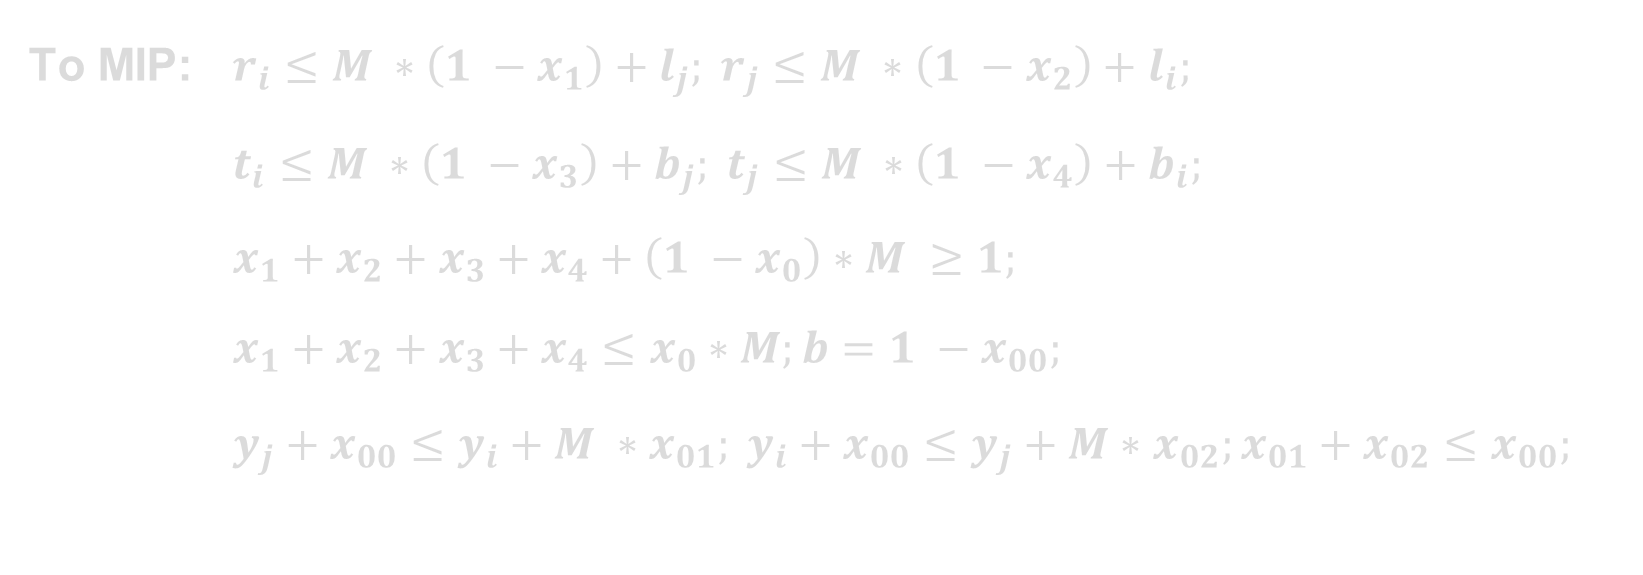 To MIP: r_i ≤ M * (1 − x_1) + l_j; r_j ≤ M * (1 − x_2) + l_i;
t_i ≤ M * (1 − x_3) + b_j; t_j ≤ M * (1 − x_4) + b_i;
x_1 + x_2 + x_3 + x_4 + (1 − x_0) * M ≥ 1;
x_1 + x_2 + x_3 + x_4 ≤ x_0 * M; b = 1 − x_00;
y_j + x_00 ≤ y_i + M * x_01; y_i + x_00 ≤ y_j + M * x_02; x_01 + x_02 ≤ x_00;